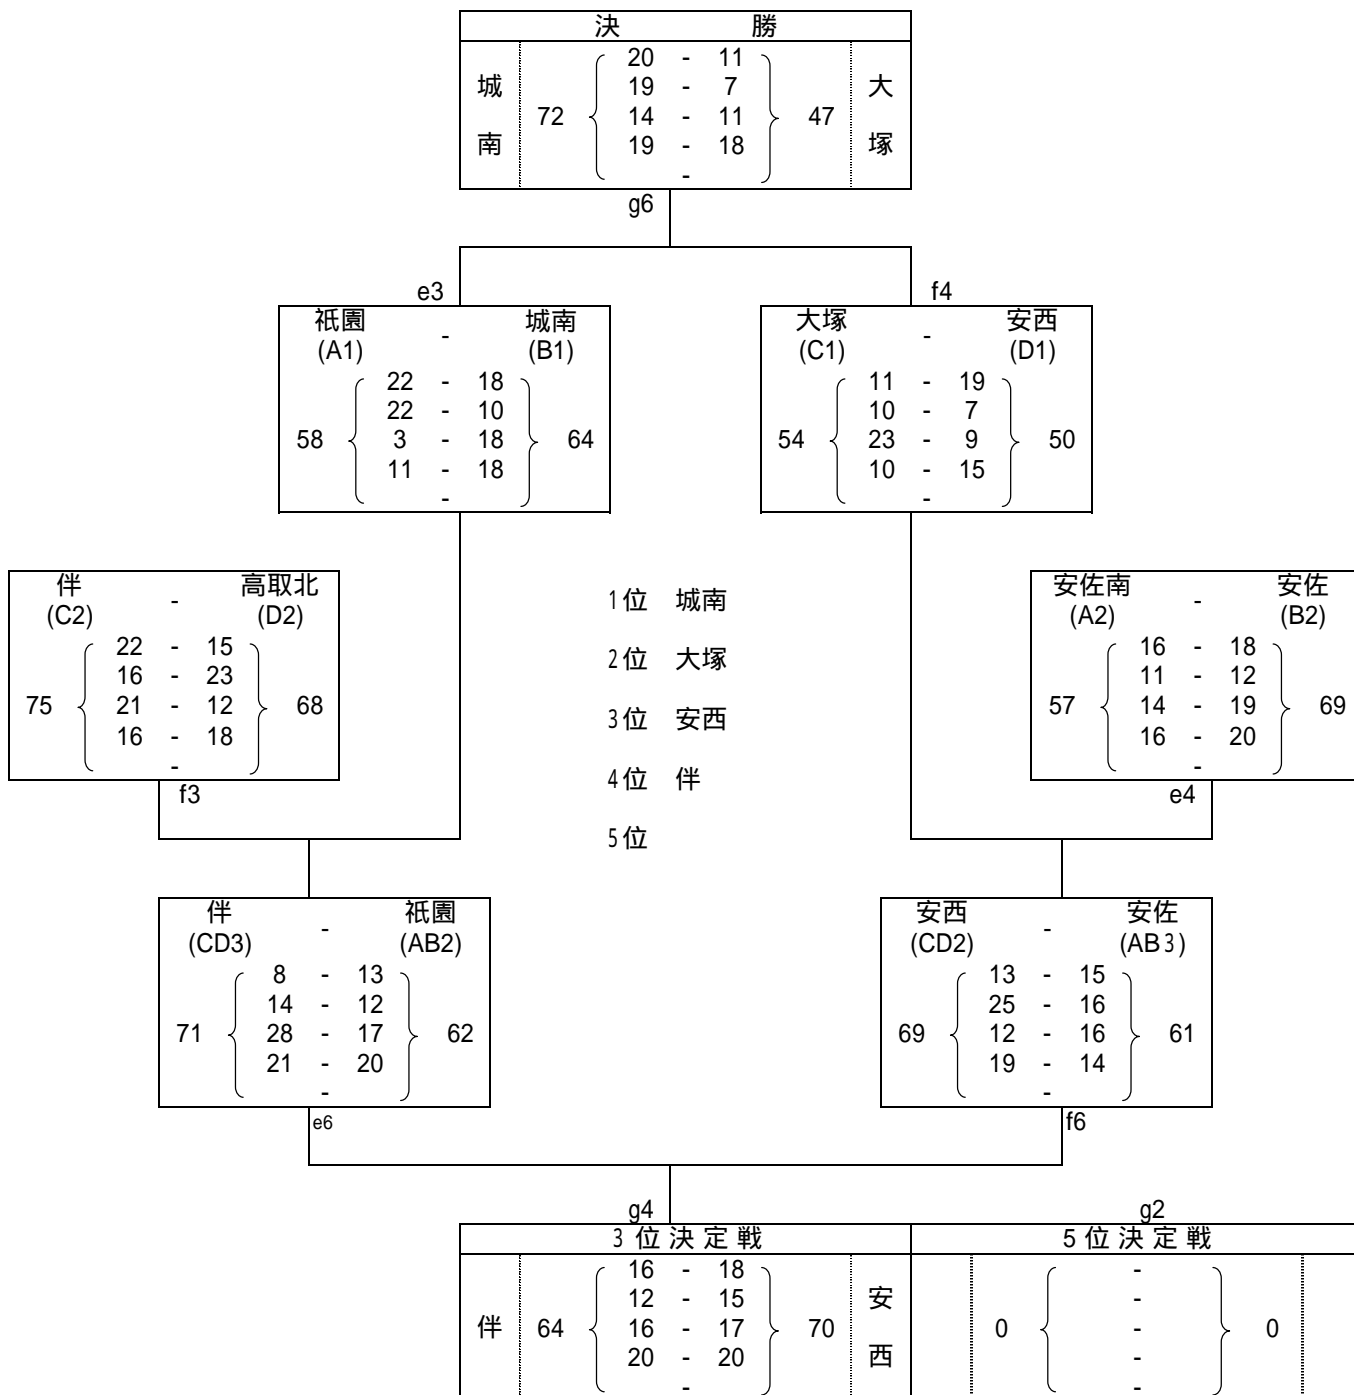 決 勝
城南 72 20 - 11 47 大塚
19 - 7
14 - 11
19 - 18
-
g6
e3 f4
祇園 - 城南
(A1) (B1)
22 - 18
22 - 10
58 3 - 18 64
11 - 18
-
大塚 - 安西
(C1) (D1)
11 - 19
10 - 7
54 23 - 9 50
10 - 15
-
伴 - 高取北
(C2) (D2)
22 - 15
16 - 23
75 21 - 12 68
16 - 18
-
f3
1位 城南
2位 大塚
3位 安西
4位 伴
5位
安佐南 - 安佐
(A2) (B2)
16 - 18
11 - 12
57 14 - 19 69
16 - 20
-
e4
伴 - 祇園
(CD3) (AB2)
8 - 13
14 - 12
71 28 - 17 62
21 - 20
-
e6
安西 - 安佐
(CD2) (AB3)
13 - 15
25 - 16
69 12 - 16 61
19 - 14
-
f6
g4 g2
3位決定戦
16 - 18
12 - 15
伴 64 16 - 17 70 安西
20 - 20
-
5位決定戦
-
-
0 - 0
-
-